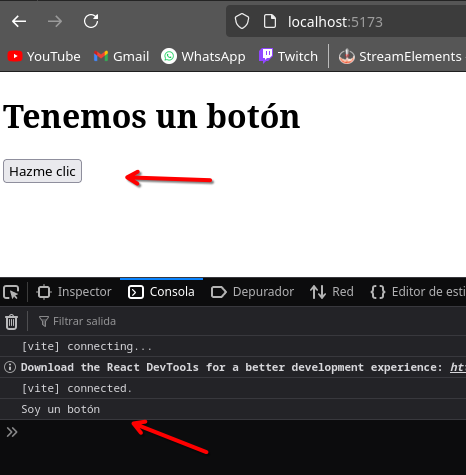 localhost:5173
YouTube Gmail WhatsApp Twitch StreamElements
Tenemos un botón
Hazme clic
Inspector Consola Depurador Red Editor de esti
Filtrar salida
[vite] connecting...
Download the React DevTools for a better development experience: htt
[vite] connected.
Soy un botón